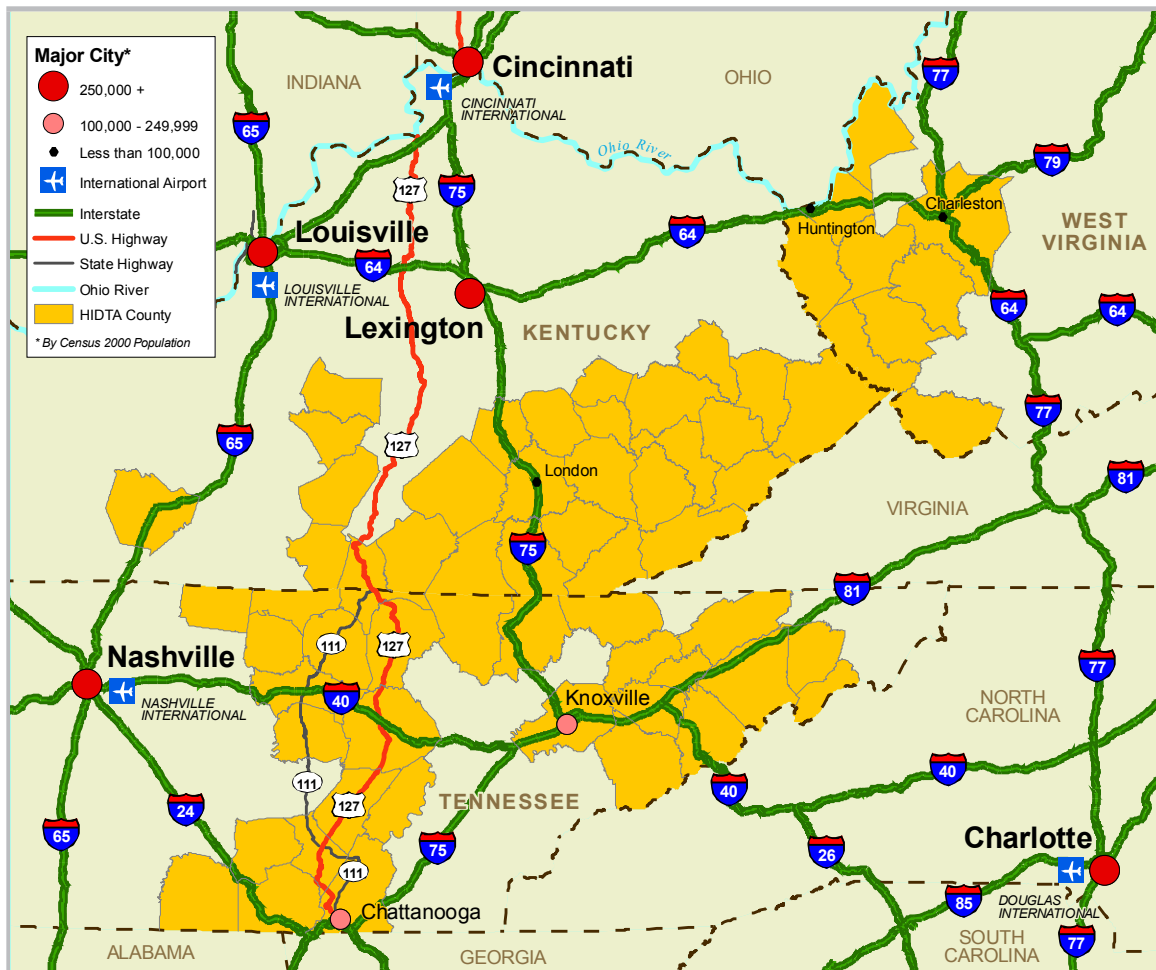 Major City*
250,000 +
100,000 - 249,999
Less than 100,000
International Airport
Interstate
U.S. Highway
State Highway
Ohio River
HIDTA County
* By Census 2000 Population
INDIANA
Cincinnati
OHIO
77
CINCINNATI
INTERNATIONAL
65
Ohio River
79
127
75
Charleston
Huntington
WEST
VIRGINIA
Louisville
64
64
LOUISVILLE
INTERNATIONAL
64
64
Lexington
KENTUCKY
77
65
127
London
81
VIRGINIA
75
81
111
127
Nashville
77
NASHVILLE
INTERNATIONAL
40
Knoxville
NORTH
CAROLINA
40
111
40
127
TENNESSEE
24
65
75
26
Charlotte
111
85
DOUGLAS
INTERNATIONAL
Chattanooga
77
SOUTH
CAROLINA
ALABAMA
GEORGIA